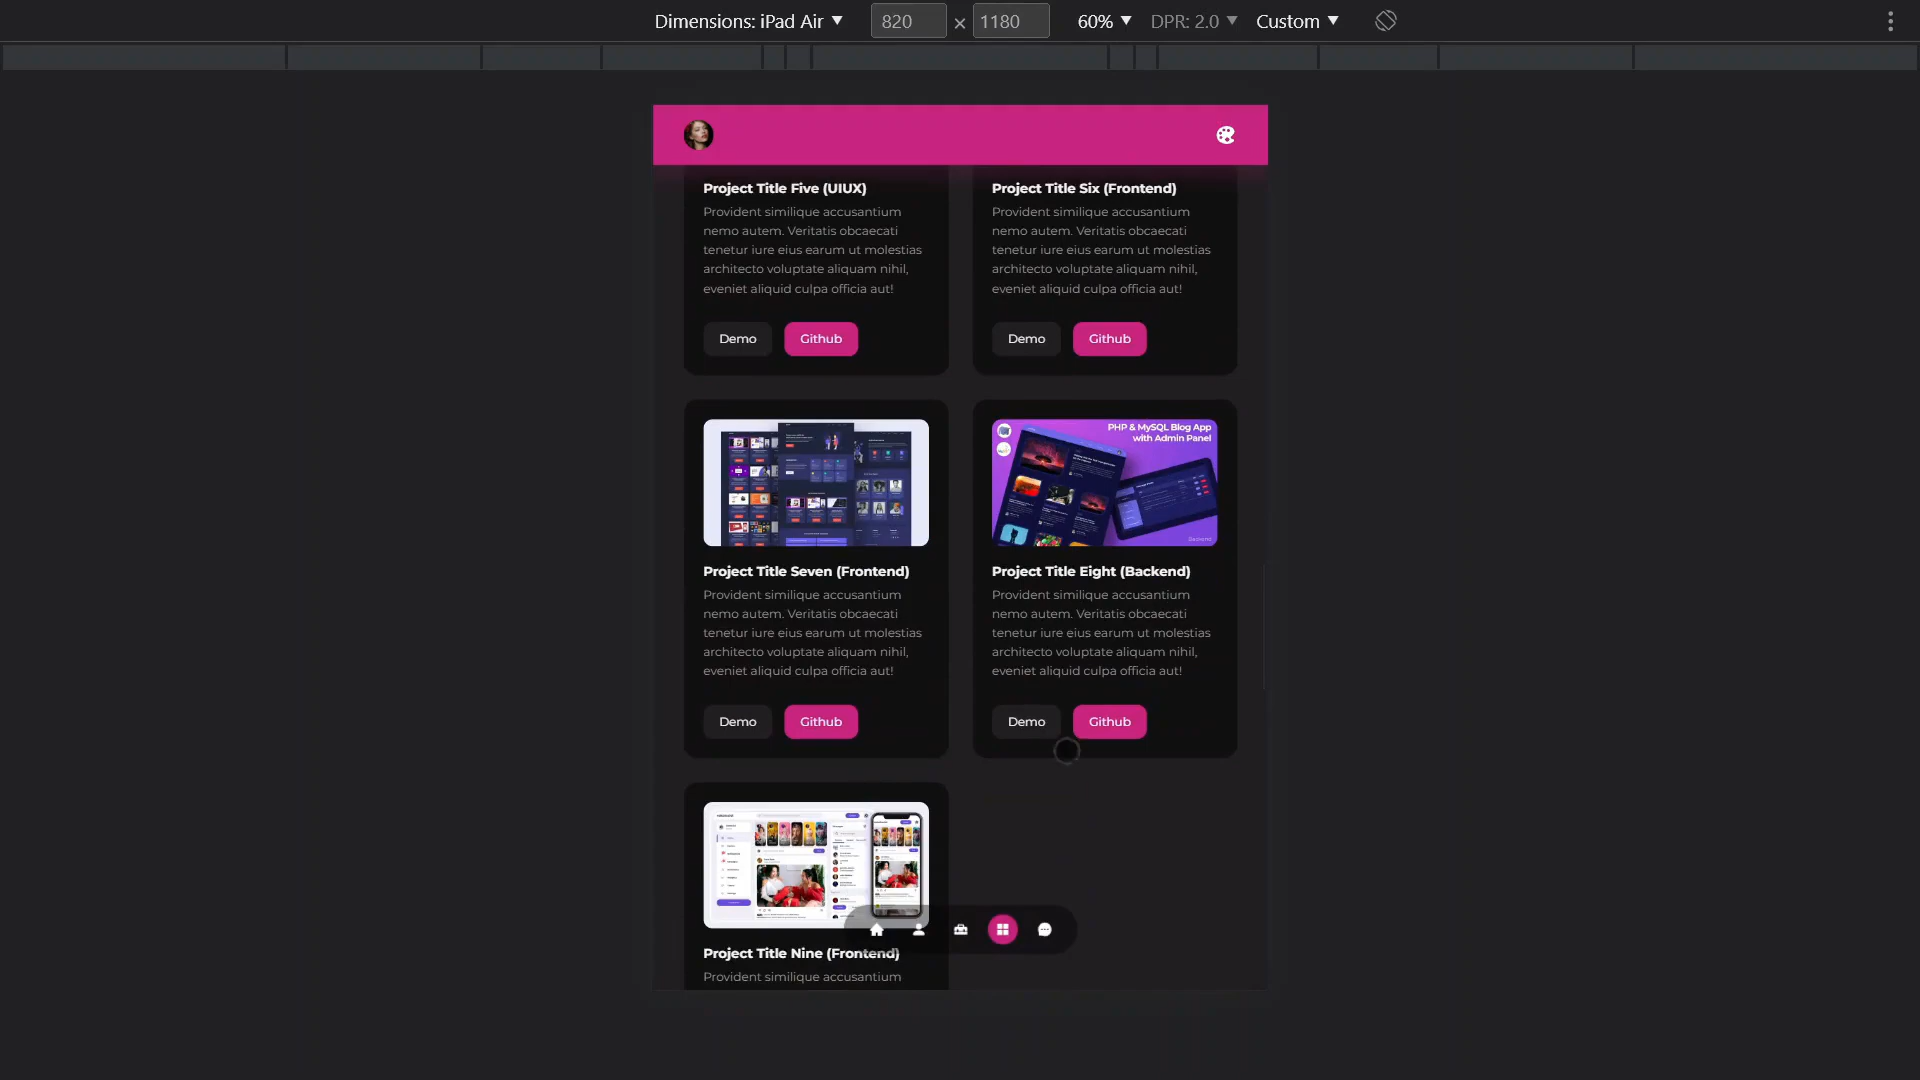 Dimensions: iPad Air
820 × 1180
60%
DPR: 2.0
Custom
Project Title Five (UIUX)
Provident similique accusantium
nemo autem. Veritatis obcaecati
tenetur iure eius earum ut molestias
architecto voluptate aliquam nihil,
eveniet aliquid culpa officia aut!
Demo
Github
Project Title Six (Frontend)
Provident similique accusantium
nemo autem. Veritatis obcaecati
tenetur iure eius earum ut molestias
architecto voluptate aliquam nihil,
eveniet aliquid culpa officia aut!
Demo
Github
Project Title Seven (Frontend)
Provident similique accusantium
nemo autem. Veritatis obcaecati
tenetur iure eius earum ut molestias
architecto voluptate aliquam nihil,
eveniet aliquid culpa officia aut!
Demo
Github
PHP & MySQL Blog App
with Admin Panel
Project Title Eight (Backend)
Provident similique accusantium
nemo autem. Veritatis obcaecati
tenetur iure eius earum ut molestias
architecto voluptate aliquam nihil,
eveniet aliquid culpa officia aut!
Demo
Github
Project Title Nine (Frontend)
Provident similique accusantium